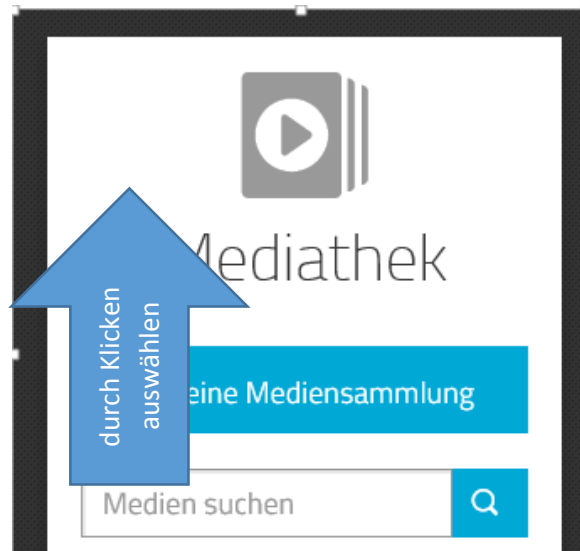 ediathek
durch Klicken
auswählen
eine Mediensammlung
Medien suchen